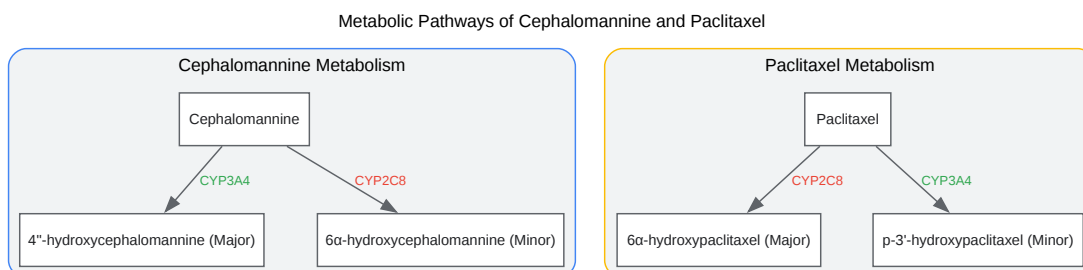 Metabolic Pathways of Cephalomannine and Paclitaxel
Cephalomannine Metabolism
Cephalomannine
CYP3A4
CYP2C8
4"-hydroxycephalomannine (Major)
6α-hydroxycephalomannine (Minor)
Paclitaxel Metabolism
Paclitaxel
CYP2C8
CYP3A4
6α-hydroxypaclitaxel (Major)
p-3'-hydroxypaclitaxel (Minor)